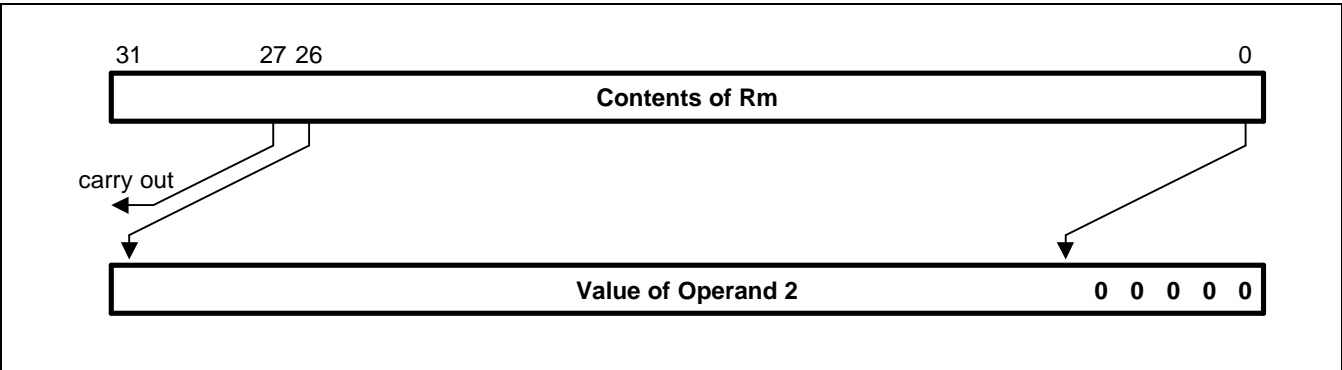 31 27 26 0
Contents of Rm
carry out
Value of Operand 2 0 0 0 0 0